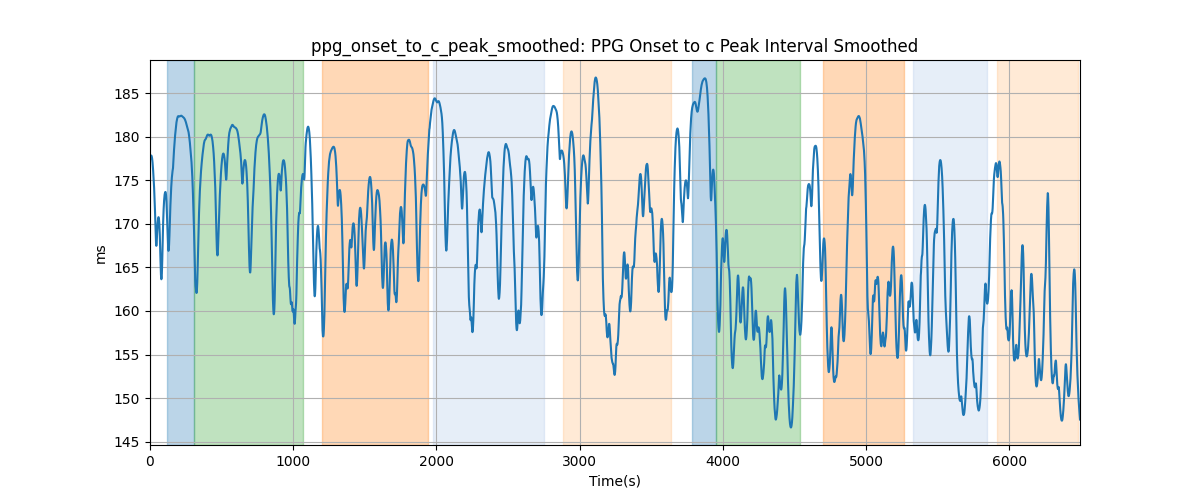 ppg_onset_to_c_peak_smoothed: PPG Onset to c Peak Interval Smoothed
185
180
175
170
165
160
155
150
145
ms
0 1000 2000 3000 4000 5000 6000
Time(s)